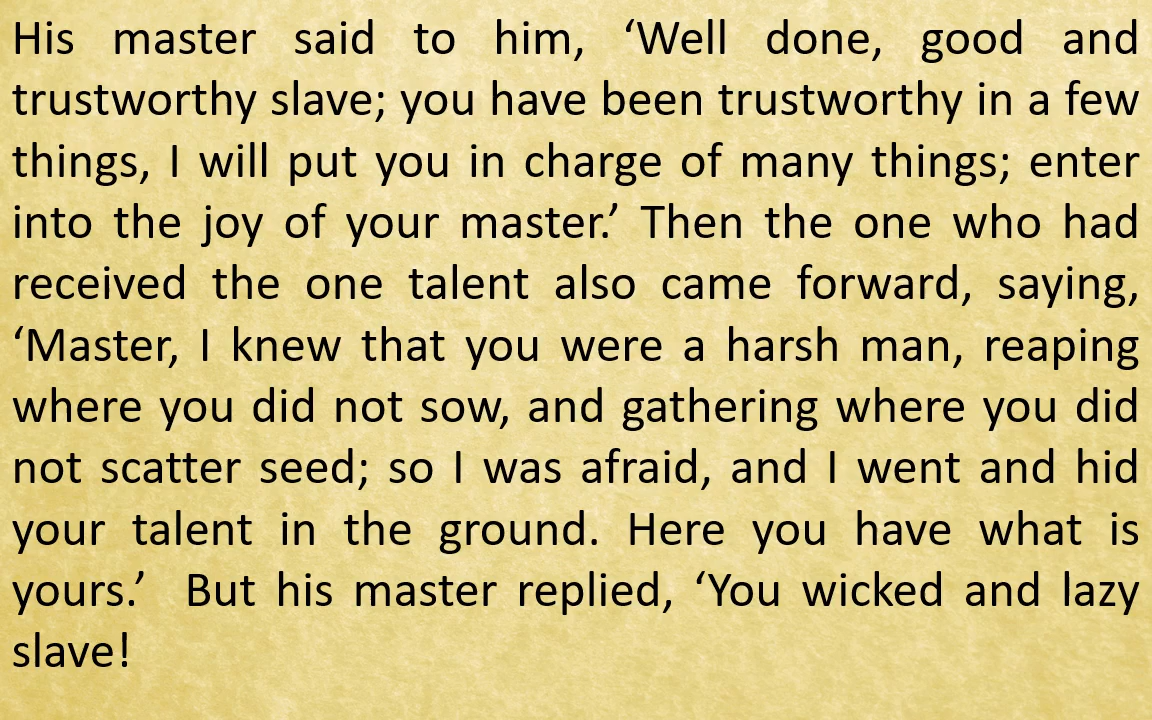 His master said to him, ‘Well done, good and
trustworthy slave; you have been trustworthy in a few
things, I will put you in charge of many things; enter
into the joy of your master.’ Then the one who had
received the one talent also came forward, saying,
‘Master, I knew that you were a harsh man, reaping
where you did not sow, and gathering where you did
not scatter seed; so I was afraid, and I went and hid
your talent in the ground. Here you have what is
yours.’  But his master replied, ‘You wicked and lazy
slave!